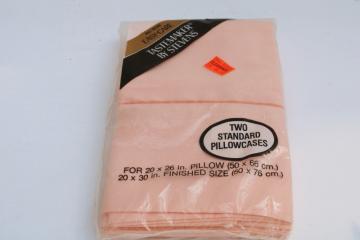 TASTEMAKER
BY STEVENS
TWO
STANDARD
PILLOWCASES
FOR 20 x 26 in. PILLOW (50 x 66 cm.)
20 x 30 in. FINISHED SIZE (50 x 76 cm.)